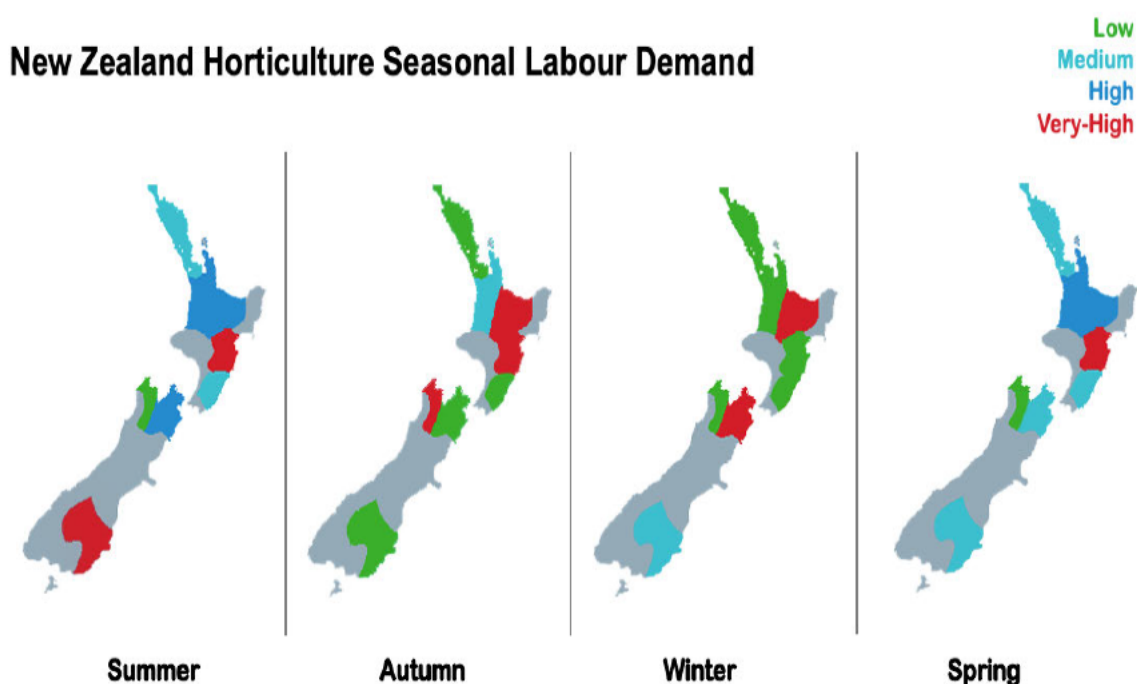 New Zealand Horticulture Seasonal Labour Demand
Low
Medium
High
Very-High
Summer
Autumn
Winter
Spring